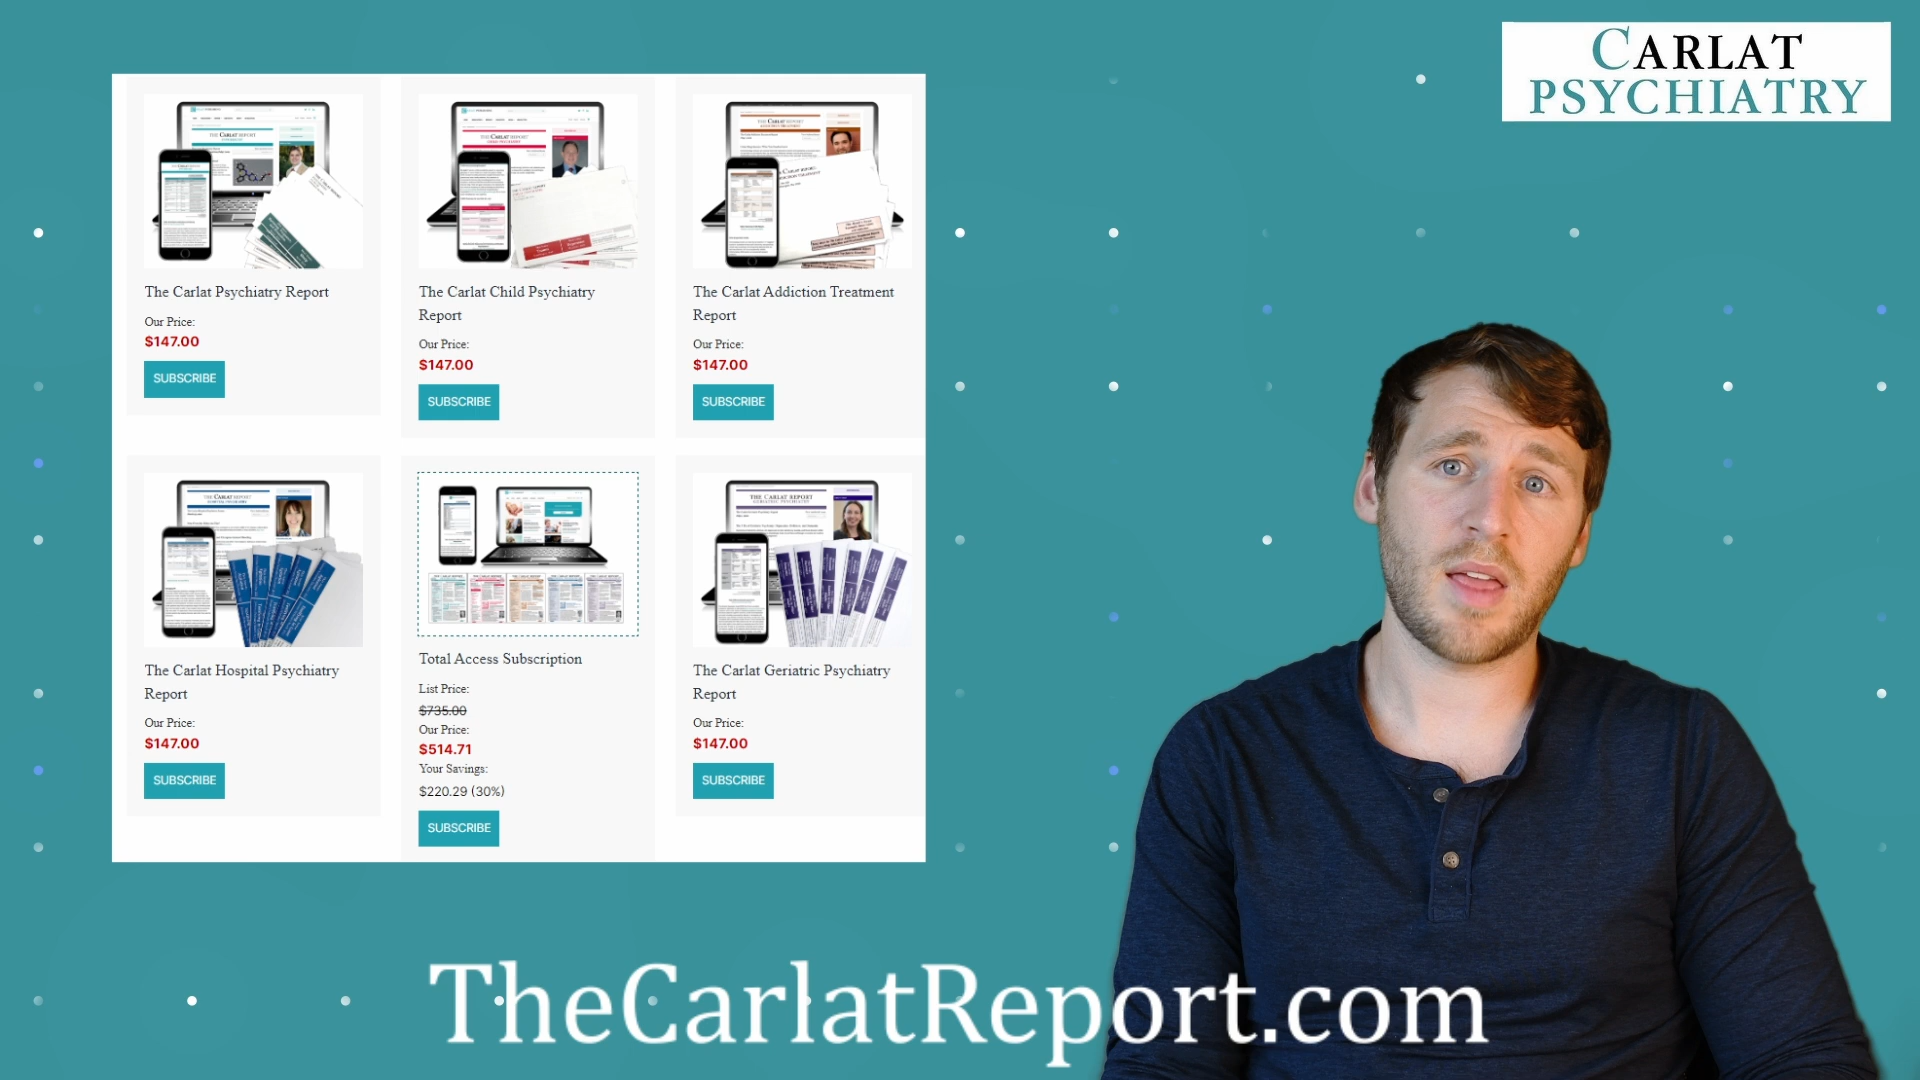 CARLAT
PSYCHIATRY
The Carlat Psychiatry Report
Our Price:
$147.00
SUBSCRIBE
The Carlat Child Psychiatry
Report
Our Price:
$147.00
SUBSCRIBE
The Carlat Addiction Treatment
Report
Our Price:
$147.00
SUBSCRIBE
The Carlat Hospital Psychiatry
Report
Our Price:
$147.00
SUBSCRIBE
Total Access Subscription
List Price:
$735.00
Our Price:
$514.71
Your Savings:
$220.29 (30%)
SUBSCRIBE
The Carlat Geriatric Psychiatry
Report
Our Price:
$147.00
SUBSCRIBE
TheCarlatReport.com